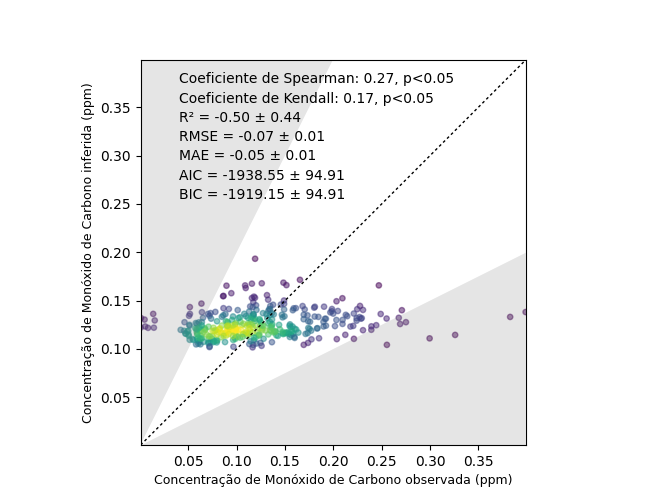 Coeficiente de Spearman: 0.27, p<0.05
Coeficiente de Kendall: 0.17, p<0.05
R² = -0.50 ± 0.44
RMSE = -0.07 ± 0.01
MAE = -0.05 ± 0.01
AIC = -1938.55 ± 94.91
BIC = -1919.15 ± 94.91
Concentração de Monóxido de Carbono inferida (ppm)
0.35
0.30
0.25
0.20
0.15
0.10
0.05
0.05 0.10 0.15 0.20 0.25 0.30 0.35
Concentração de Monóxido de Carbono observada (ppm)